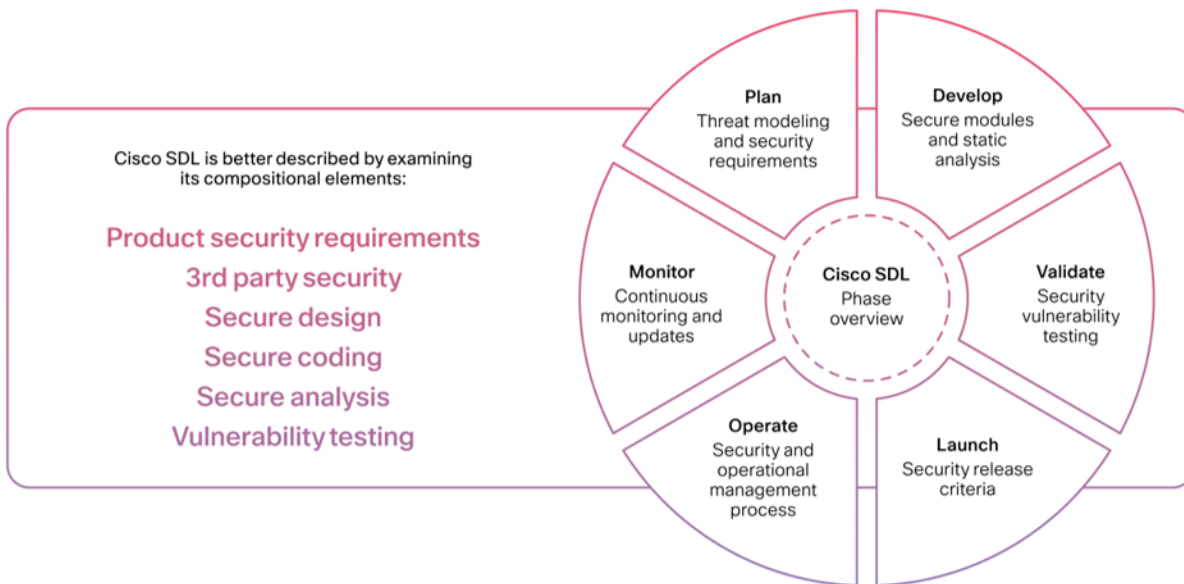 Cisco SDL is better described by examining
its compositional elements:
Product security requirements
3rd party security
Secure design
Secure coding
Secure analysis
Vulnerability testing
Plan
Threat modeling
and security
requirements
Develop
Secure modules
and static
analysis
Monitor
Continuous
monitoring and
updates
Cisco SDL
Phase
overview
Validate
Security
vulnerability
testing
Operate
Security and
operational
management
process
Launch
Security release
criteria